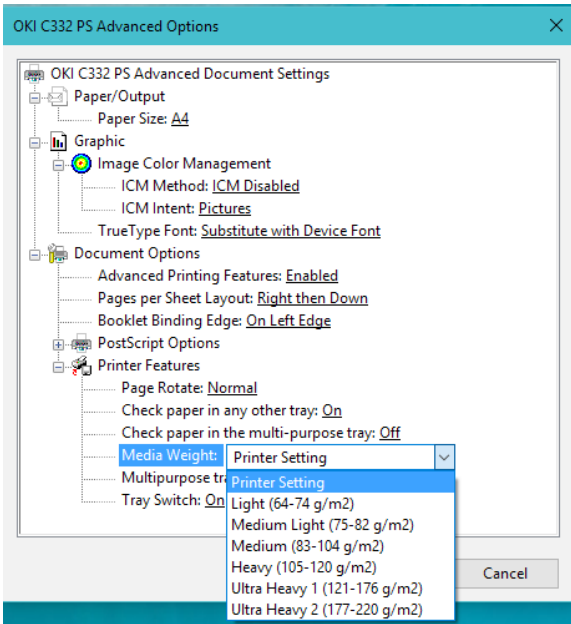 OKI C332 PS Advanced Options
OKI C332 PS Advanced Document Settings
Paper/Output
Paper Size: A4
Graphic
Image Color Management
ICM Method: ICM Disabled
ICM Intent: Pictures
TrueType Font: Substitute with Device Font
Document Options
Advanced Printing Features: Enabled
Pages per Sheet Layout: Right then Down
Booklet Binding Edge: On Left Edge
PostScript Options
Printer Features
Page Rotate: Normal
Check paper in any other tray: On
Check paper in the multi-purpose tray: Off
Media Weight: Printer Setting
Multipurpose
Tray Switch: On
Printer Setting
Light (64-74 g/m2)
Medium Light (75-82 g/m2)
Medium (83-104 g/m2)
Heavy (105-120 g/m2)
Ultra Heavy 1 (121-176 g/m2)
Ultra Heavy 2 (177-220 g/m2)
Cancel